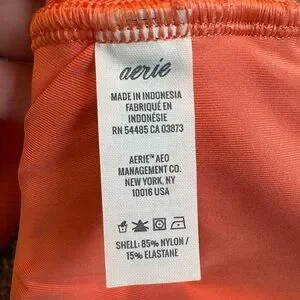 aerie
MADE IN INDONESIA
FABRIQUÉ EN
INDONÉSIE
RN 54485 CA 03873
AERIE™ AEO
MANAGEMENT CO.
NEW YORK, NY
10016 USA
SHELL: 85% NYLON /
15% ELASTANE